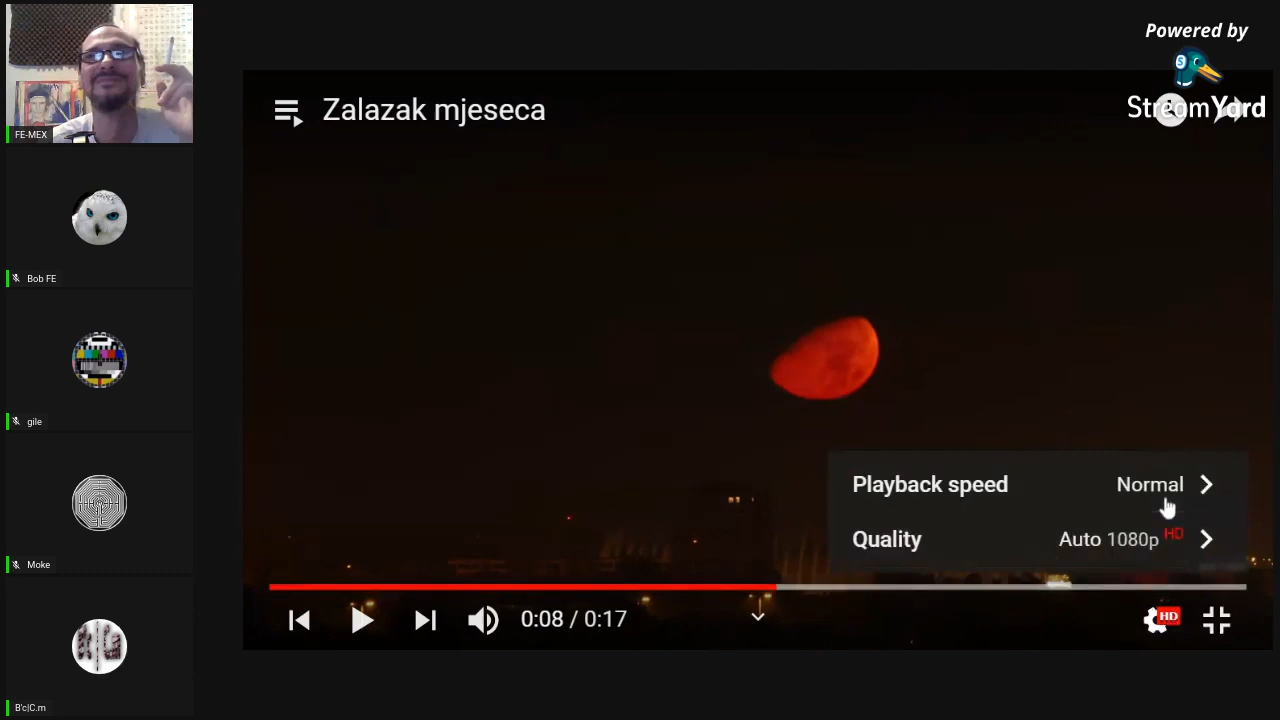 Powered by
StreamYard
FE-MEX
Zalazak mjeseca
Bob FE
gile
Playback speed Normal
Quality Auto 1080p HD
Moke
0:08 / 0:17
HD
B'c|C.m